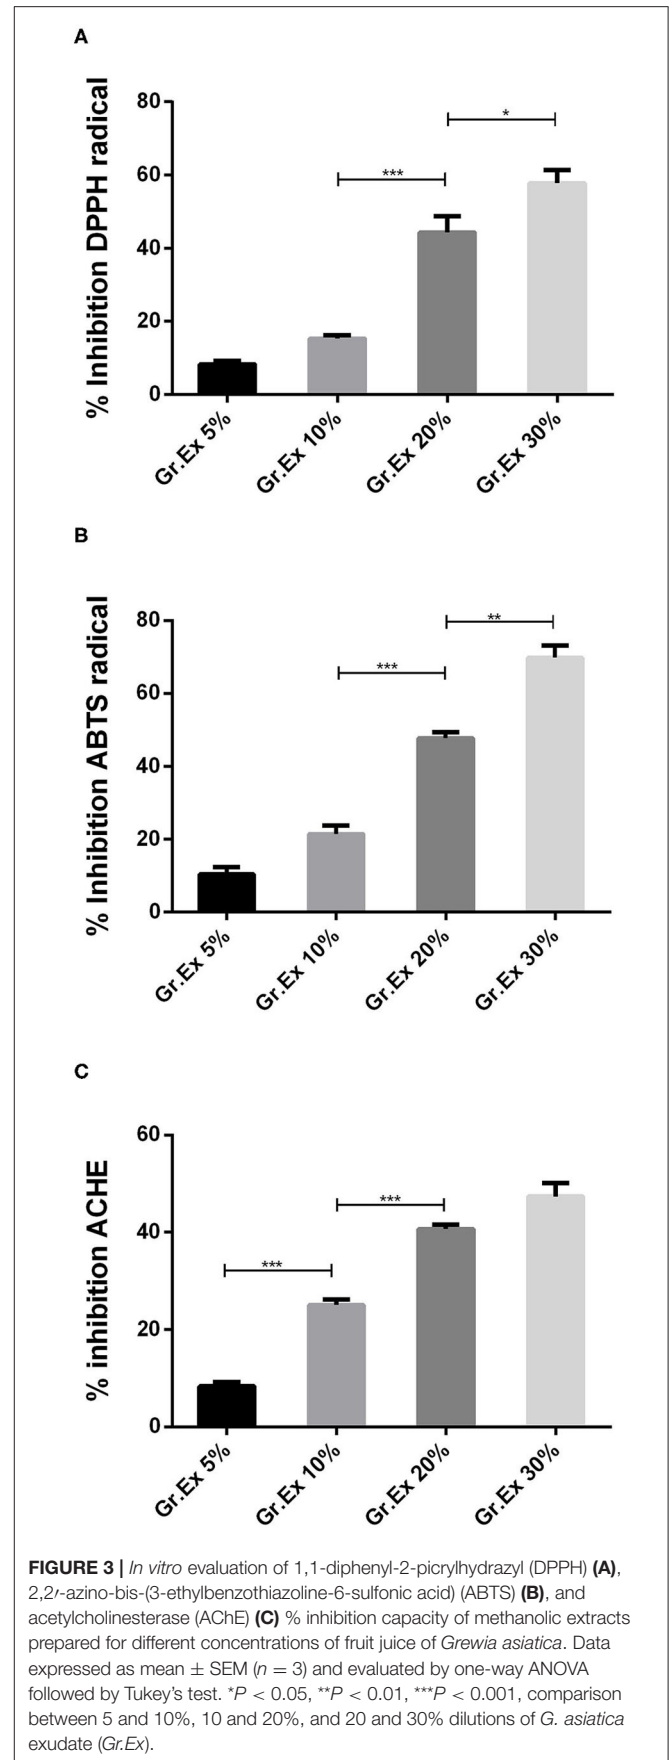 A
% Inhibition DPPH radical
80
60
40
20
0
***
*
Gr.Ex 5%
Gr.Ex 10%
Gr.Ex 20%
Gr.Ex 30%
B
% Inhibition ABTS radical
80
60
40
20
0
***
**
Gr.Ex 5%
Gr.Ex 10%
Gr.Ex 20%
Gr.Ex 30%
C
% inhibition ACHE
60
40
20
0
***
***
Gr.Ex 5%
Gr.Ex 10%
Gr.Ex 20%
Gr.Ex 30%
FIGURE 3 | In vitro evaluation of 1,1-diphenyl-2-picrylhydrazyl (DPPH) (A),
2,2′-azino-bis-(3-ethylbenzothiazoline-6-sulfonic acid) (ABTS) (B), and
acetylcholinesterase (AChE) (C) % inhibition capacity of methanolic extracts
prepared for different concentrations of fruit juice of Grewia asiatica. Data
expressed as mean ± SEM (n = 3) and evaluated by one-way ANOVA
followed by Tukey's test. *P < 0.05, **P < 0.01, ***P < 0.001, comparison
between 5 and 10%, 10 and 20%, and 20 and 30% dilutions of G. asiatica
exudate (Gr.Ex).